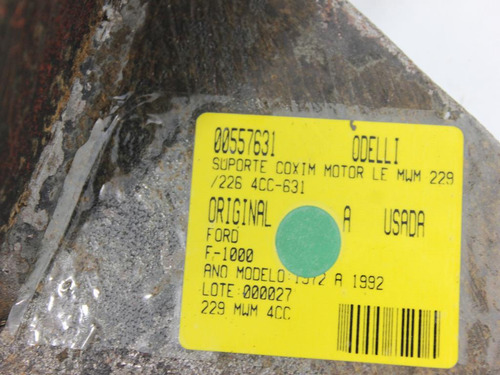 00557631 ODELLI
SUPORTE COXIM MOTOR LE MWM 229
/226 4CC-631
ORIGINAL A USADA
FORD
F-1000
ANO MODELO: A 1992
LOTE:000027
229 MWM 4CC